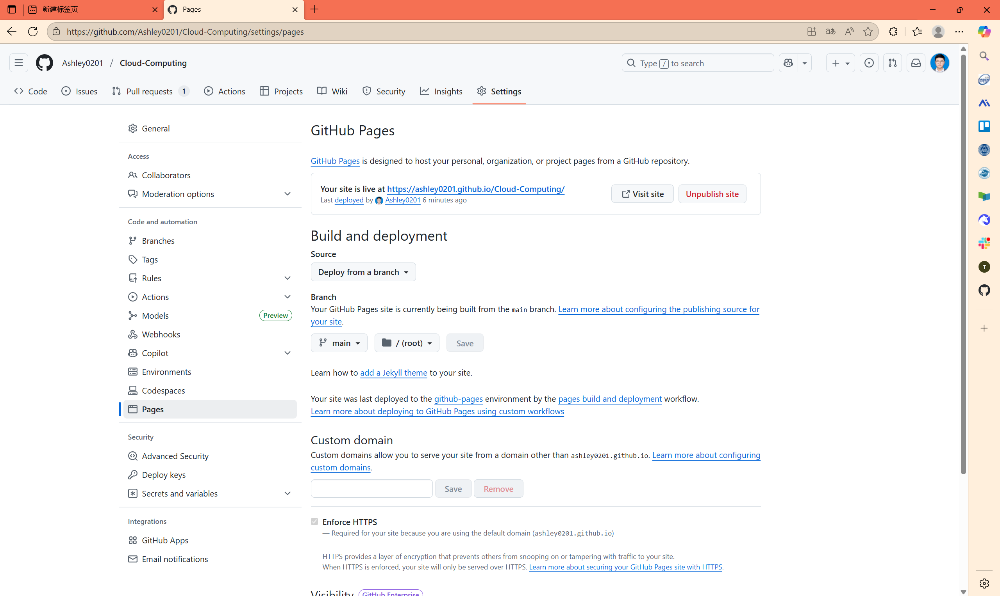 新建标签页
Pages
https://github.com/Ashley0201/Cloud-Computing/settings/pages
Ashley0201 / Cloud-Computing
Type / to search
Code
Issues
Pull requests 1
Actions
Projects
Wiki
Security
Insights
Settings
General
Access
Collaborators
Moderation options
Code and automation
Branches
Tags
Rules
Actions
Models Preview
Webhooks
Copilot
Environments
Codespaces
Pages
Security
Advanced Security
Deploy keys
Secrets and variables
Integrations
GitHub Apps
Email notifications
GitHub Pages
GitHub Pages is designed to host your personal, organization, or project pages from a GitHub repository.
Your site is live at https://ashley0201.github.io/Cloud-Computing/
Last deployed by Ashley0201 6 minutes ago
Visit site
Unpublish site
Build and deployment
Source
Deploy from a branch
Branch
Your GitHub Pages site is currently being built from the main branch. Learn more about configuring the publishing source for
your site.
main
/ (root)
Save
Learn how to add a Jekyll theme to your site.
Your site was last deployed to the github-pages environment by the pages build and deployment workflow.
Learn more about deploying to GitHub Pages using custom workflows
Custom domain
Custom domains allow you to serve your site from a domain other than ashley0201.github.io. Learn more about configuring
custom domains.
Save
Remove
Enforce HTTPS
— Required for your site because you are using the default domain (ashley0201.github.io)
HTTPS provides a layer of encryption that prevents others from snooping on or tampering with traffic to your site.
When HTTPS is enforced, your site will only be served over HTTPS. Learn more about securing your GitHub Pages site with HTTPS.
Visibility GitHub Enterprise
T